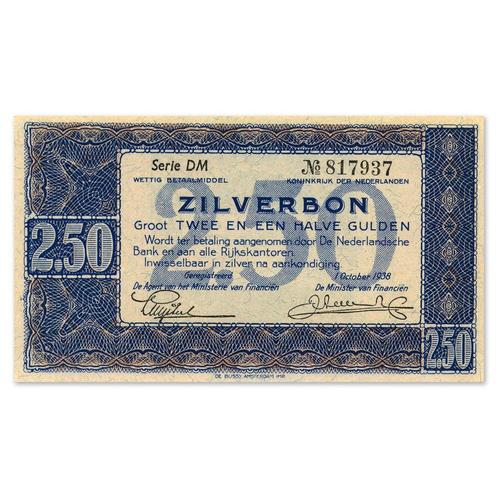 Serie DM № 817937
WETTIG BETAALMIDDEL KONINKRIJK DER NEDERLANDEN
250
ZILVERBON
Groot TWEE EN EEN HALVE GULDEN
Wordt ter betaling aangenomen door De Nederlandsche
Bank en aan alle Rijkskantoren.
Inwisselbaar in zilver na aankondiging.
Geregistreerd 1 October 1938
De Agent van het Ministerie van Financiën De Minister van Financiën
2.50
2.50